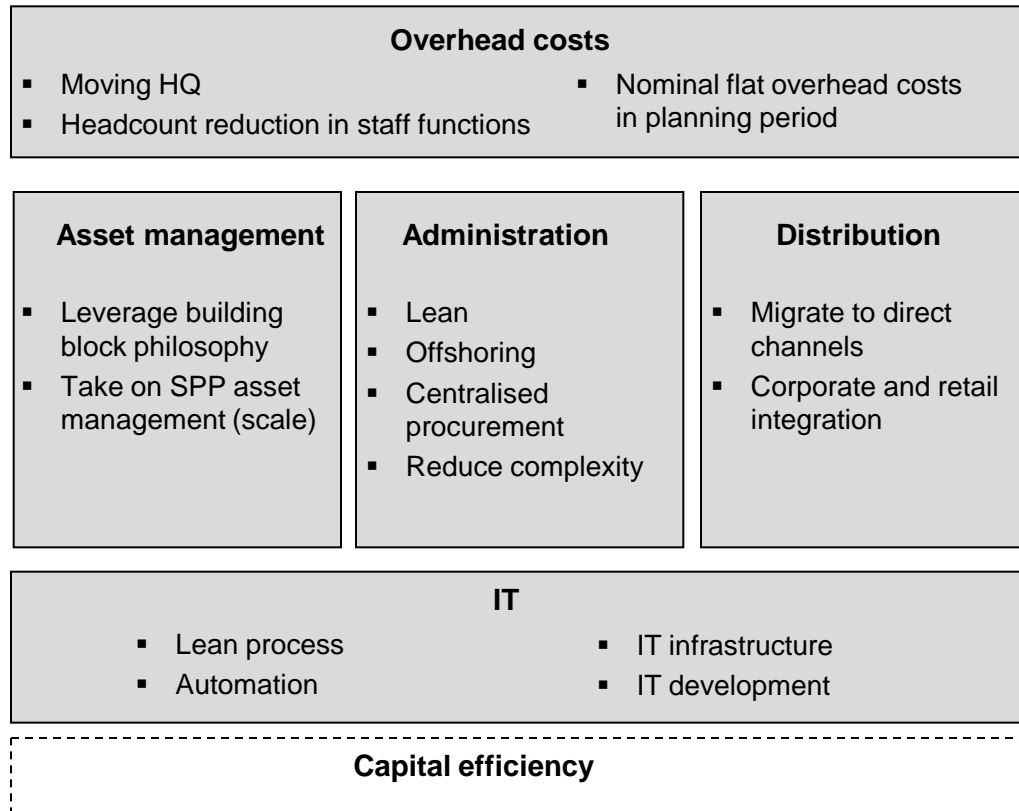 Overhead costs
▪ Moving HQ
▪ Headcount reduction in staff functions
▪ Nominal flat overhead costs
in planning period
Asset management
▪ Leverage building
block philosophy
▪ Take on SPP asset
management (scale)
Administration
▪ Lean
▪ Offshoring
▪ Centralised
procurement
▪ Reduce complexity
Distribution
▪ Migrate to direct
channels
▪ Corporate and retail
integration
IT
▪ Lean process
▪ Automation
▪ IT infrastructure
▪ IT development
Capital efficiency